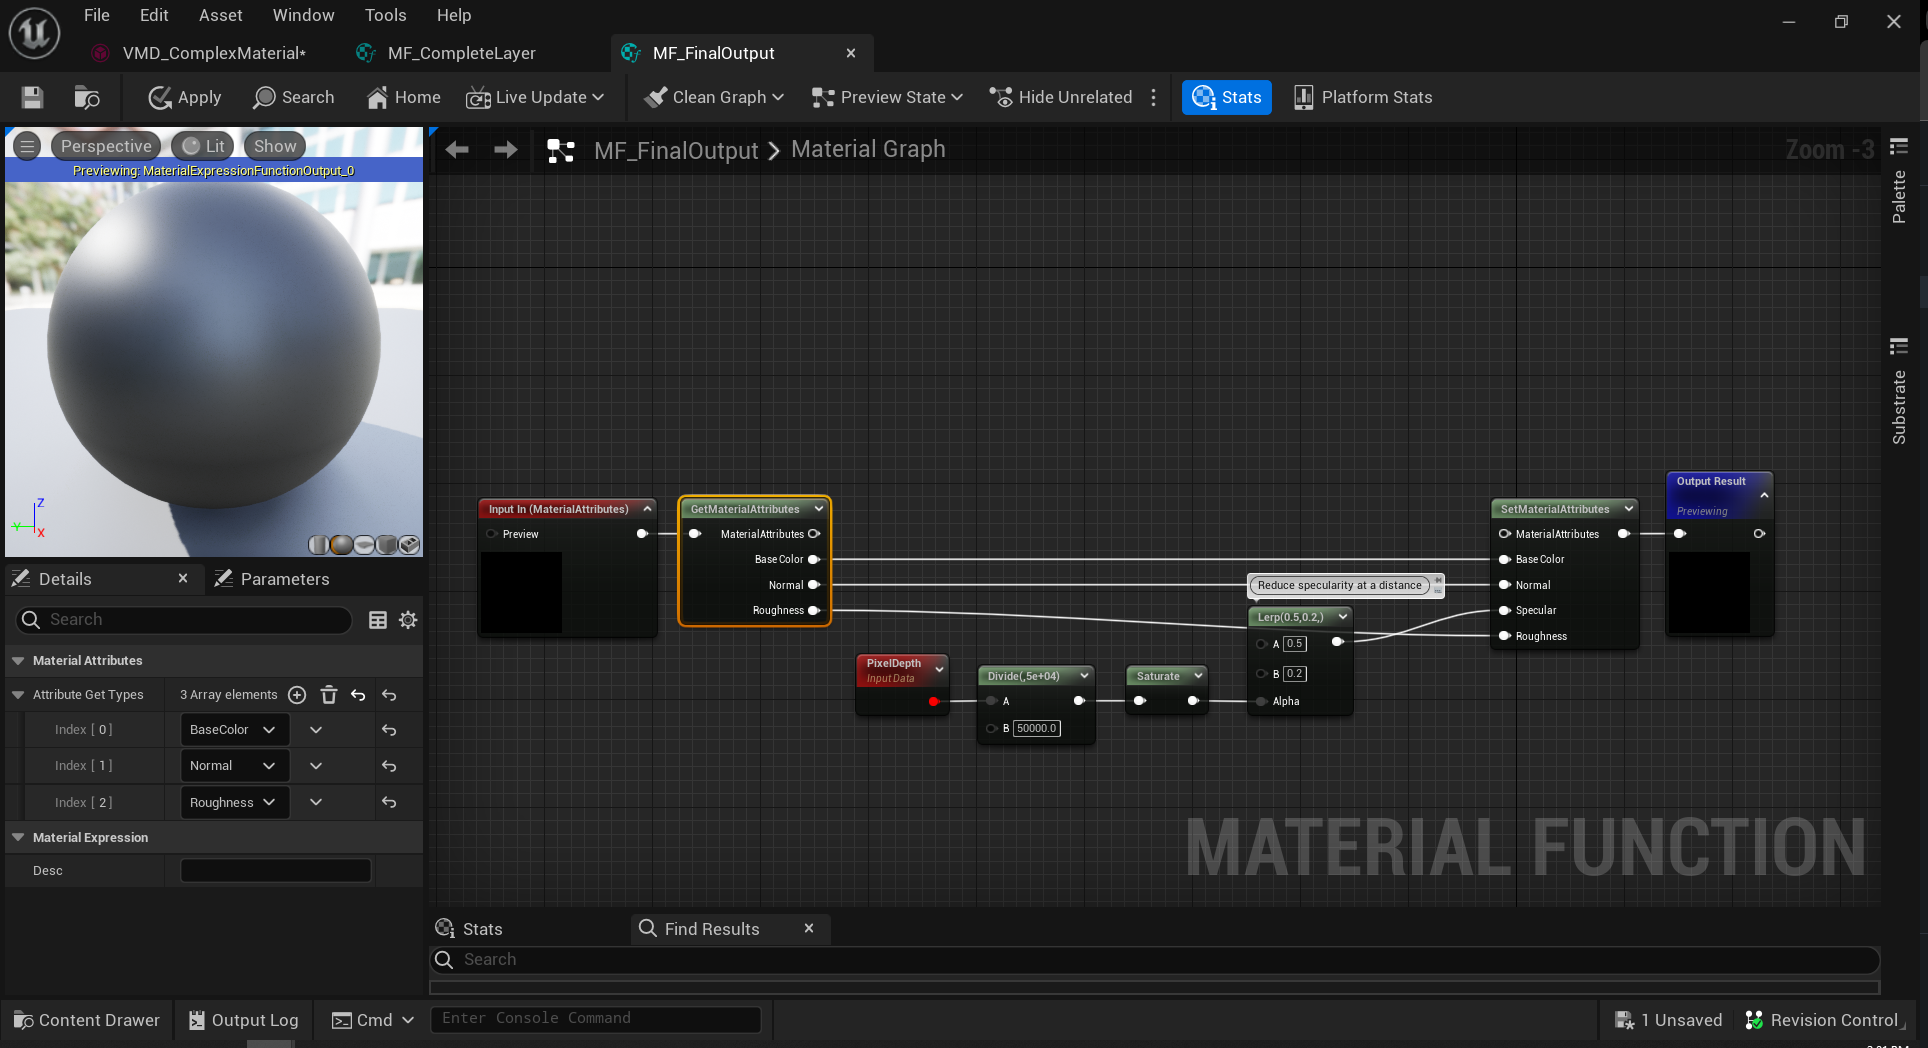 File Edit Asset Window Tools Help
VMD_ComplexMaterial*
MF_CompleteLayer
MF_FinalOutput
Apply
Search
Home
Live Update
Clean Graph
Preview State
Hide Unrelated
Stats
Platform Stats
Perspective
Lit
Show
Previewing: MaterialExpressionFunctionOutput_0
Z
Y
X
MF_FinalOutput
Material Graph
Zoom -3
Palette
Substrate
Input In (MaterialAttributes)
Preview
GetMaterialAttributes
MaterialAttributes
Base Color
Normal
Roughness
PixelDepth
Input Data
Divide(,5e+04)
A
B 50000.0
Saturate
Reduce specularity at a distance
Lerp(0.5,0.2,)
A 0.5
B 0.2
Alpha
SetMaterialAttributes
MaterialAttributes
Base Color
Normal
Specular
Roughness
Output Result
Previewing
MATERIAL FUNCTION
Details
Parameters
Search
Material Attributes
Attribute Get Types 3 Array elements
Index [ 0 ] BaseColor
Index [ 1 ] Normal
Index [ 2 ] Roughness
Material Expression
Desc
Stats
Find Results
Search
Content Drawer
Output Log
Cmd
Enter Console Command
1 Unsaved
Revision Control